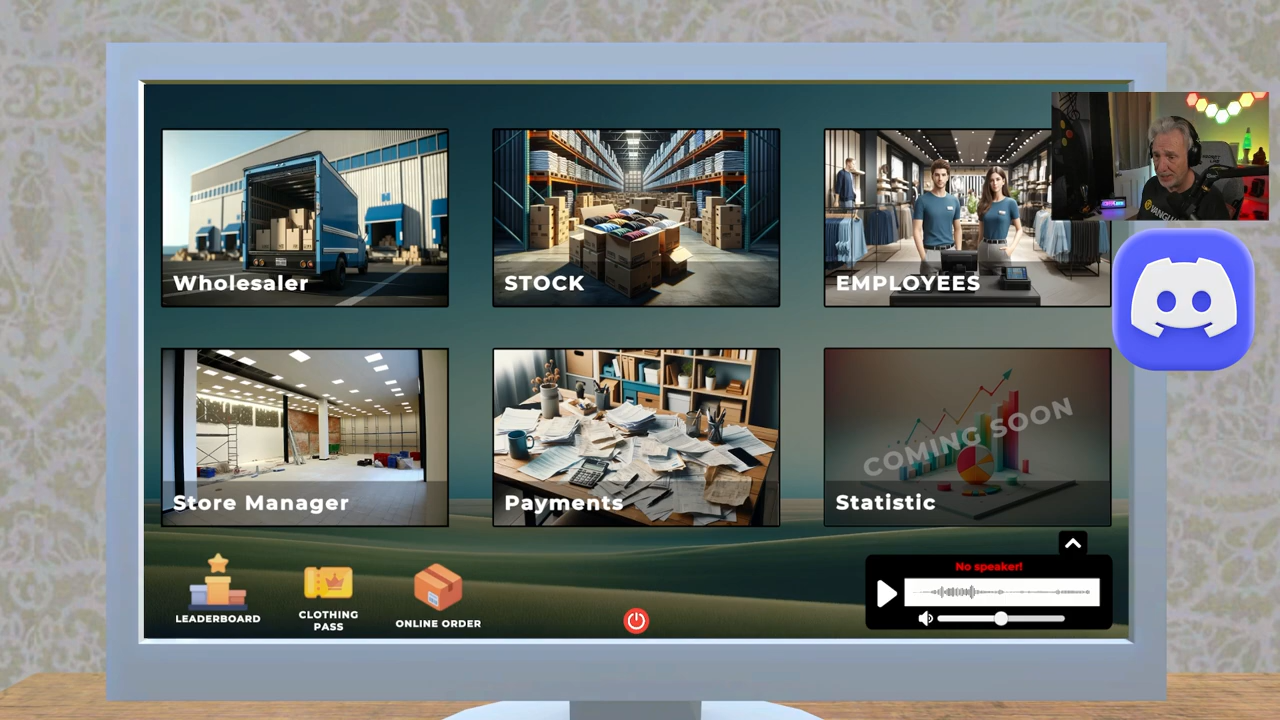 Wholesaler
STOCK
EMPLOYEES
Store Manager
Payments
COMING SOON
Statistic
LEADERBOARD
CLOTHING
PASS
ONLINE ORDER
No speaker!